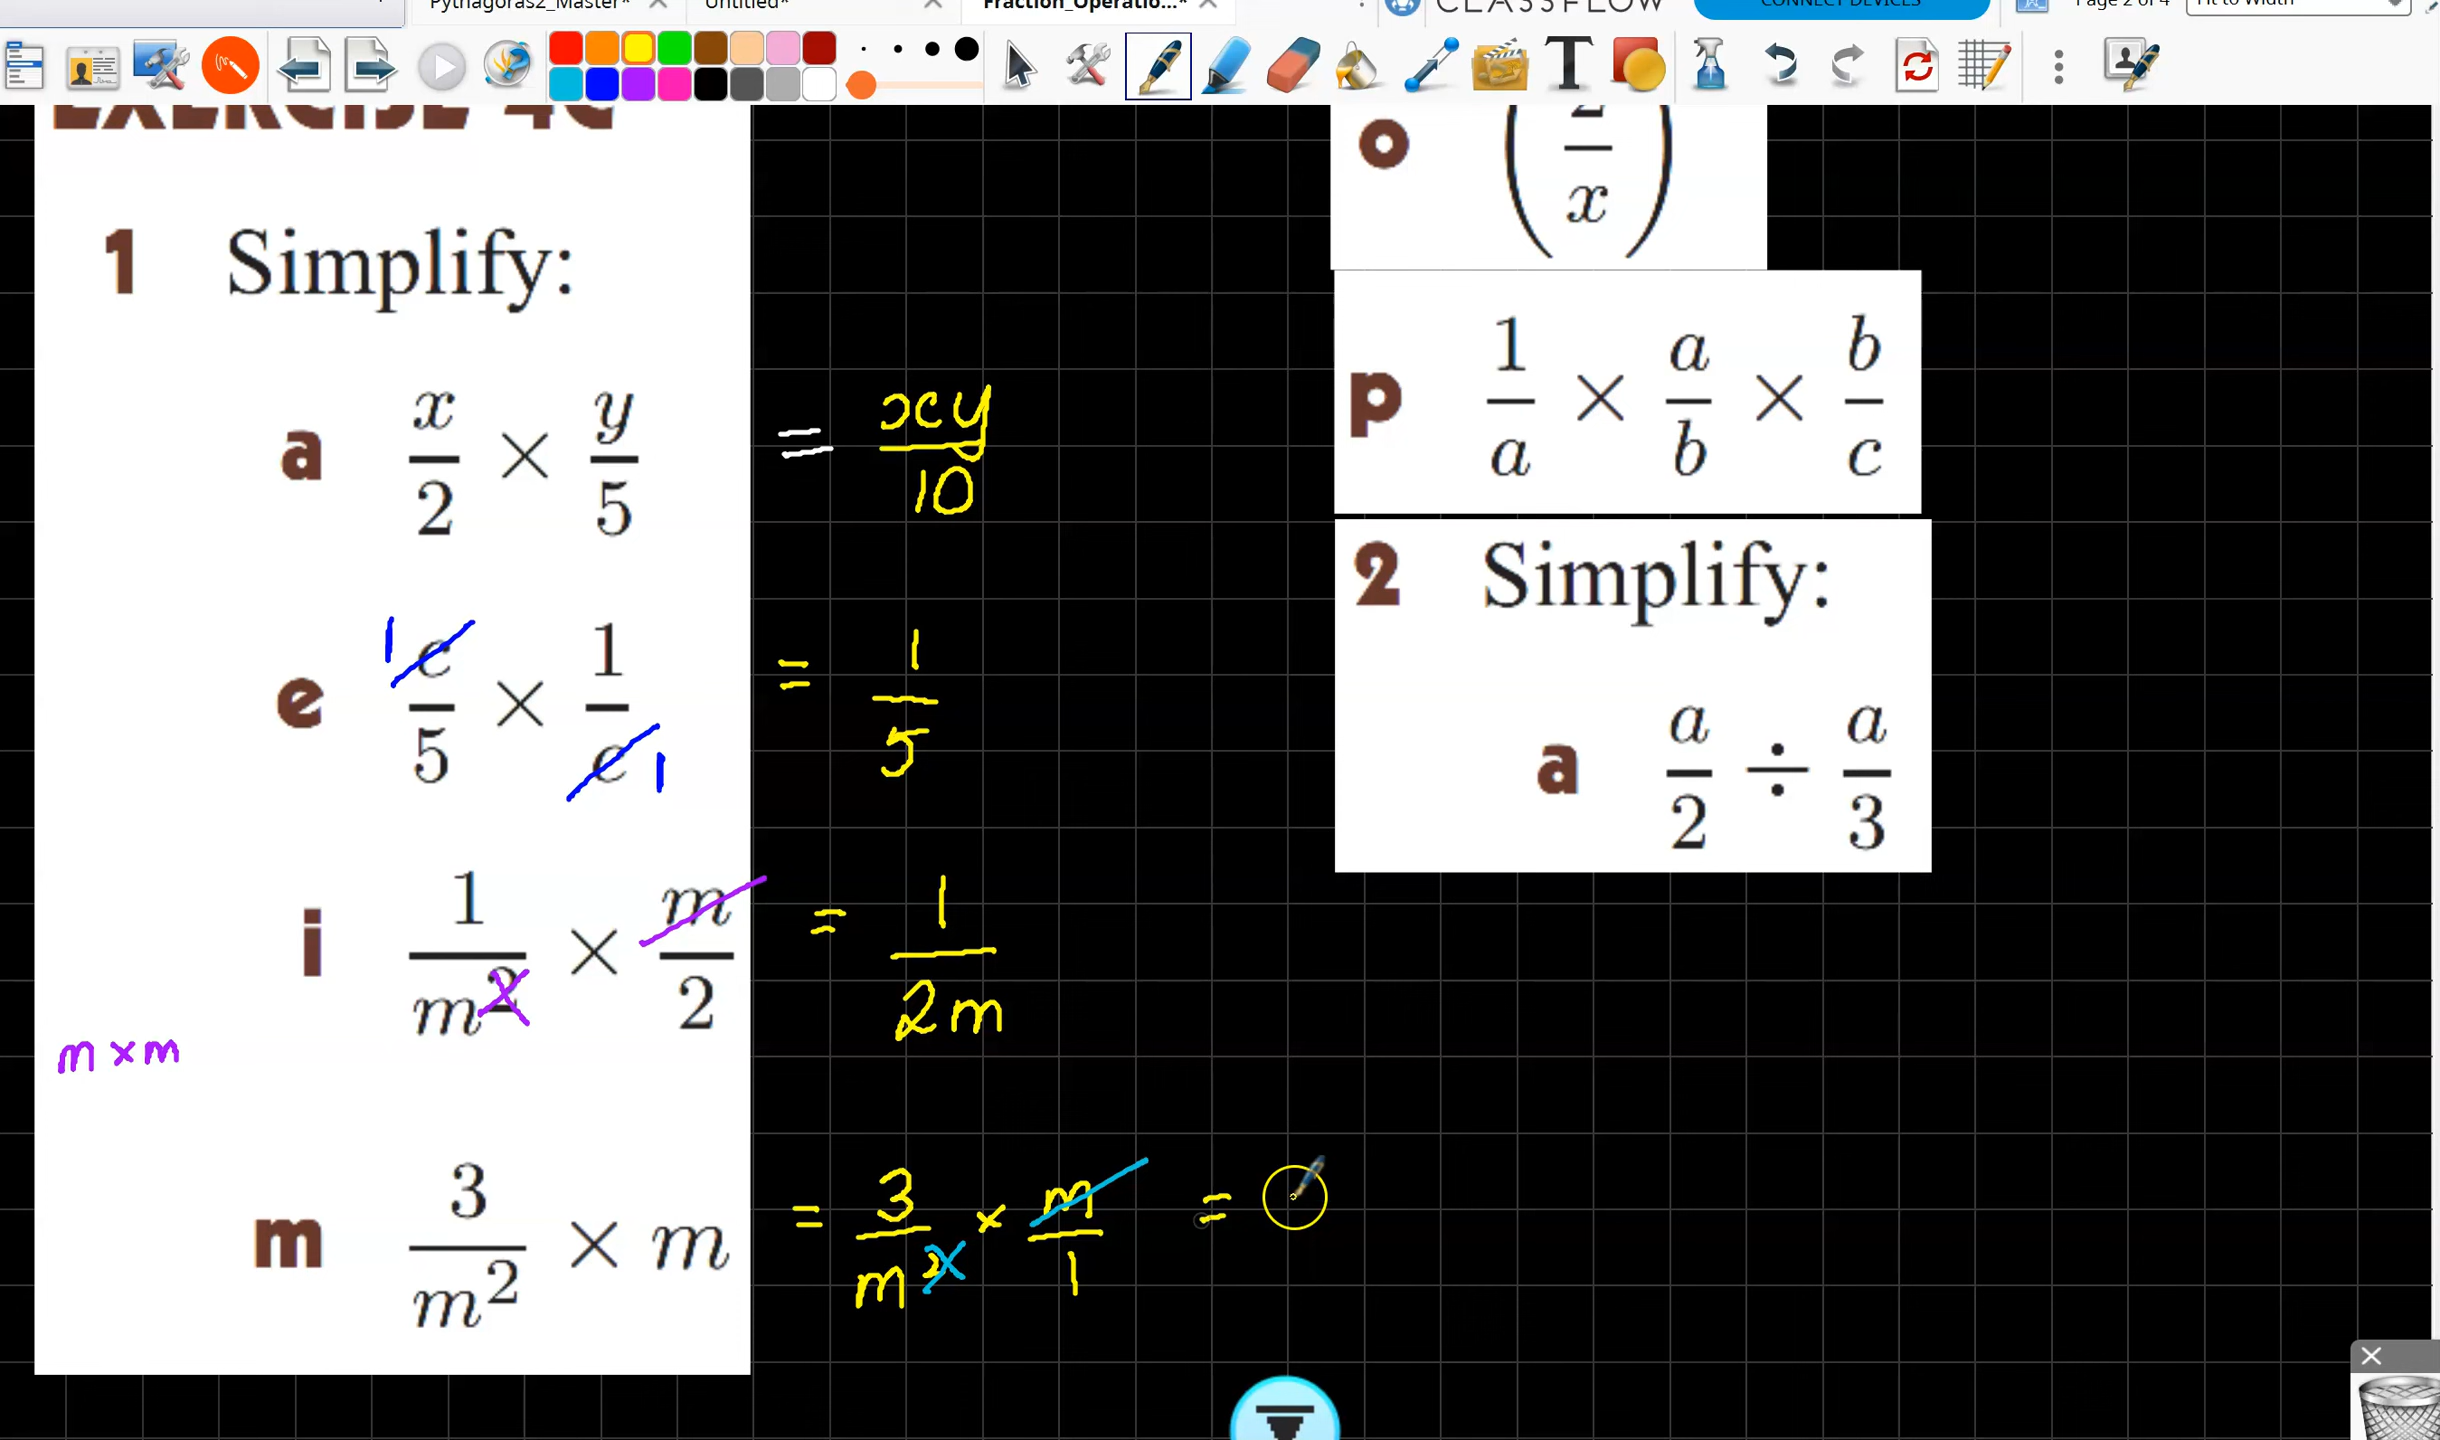 Pythagoras2_Master*
Untitled*
Fraction_Operatio...*
CLASSFLOW
CONNECT DEVICES
Page 2 of 4
Fit to Width
EXERCISE 4C
1 Simplify:
a x/2 × y/5 = xy/10
e c/5 × 1/c = 1/5
1
1
i 1/m² × m/2 = 1/2m
m × m
m 3/m² × m = 3/m² × m/1 =
o (2/x)
p 1/a × a/b × b/c
2 Simplify:
a a/2 ÷ a/3